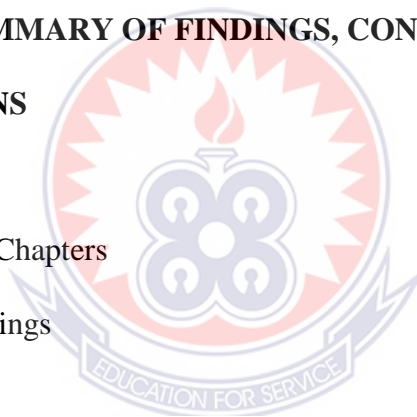 MMARY OF FINDINGS, CON
NS
Chapters
ings
EDUCATION FOR SERVICE